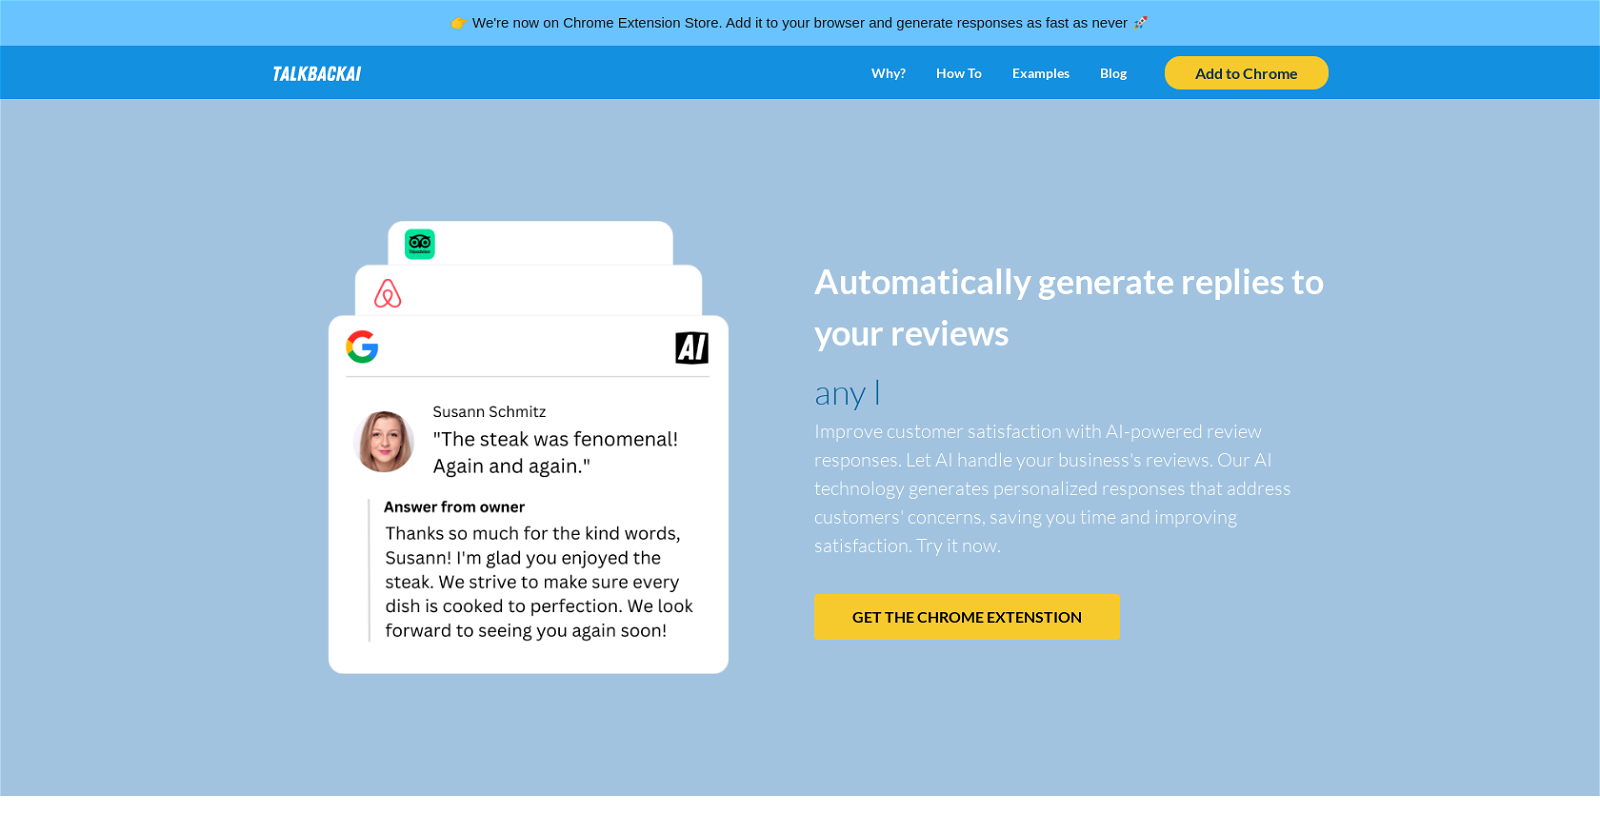 👉 We're now on Chrome Extension Store. Add it to your browser and generate responses as fast as never 🚀
TALKBACKAI
Why?
How To
Examples
Blog
Add to Chrome
AI
Susann Schmitz
"The steak was fenomenal!
Again and again."
Answer from owner
Thanks so much for the kind words,
Susann! I'm glad you enjoyed the
steak. We strive to make sure every
dish is cooked to perfection. We look
forward to seeing you again soon!
Automatically generate replies to
your reviews
any l
Improve customer satisfaction with AI-powered review
responses. Let AI handle your business's reviews. Our AI
technology generates personalized responses that address
customers' concerns, saving you time and improving
satisfaction. Try it now.
GET THE CHROME EXTENSTION